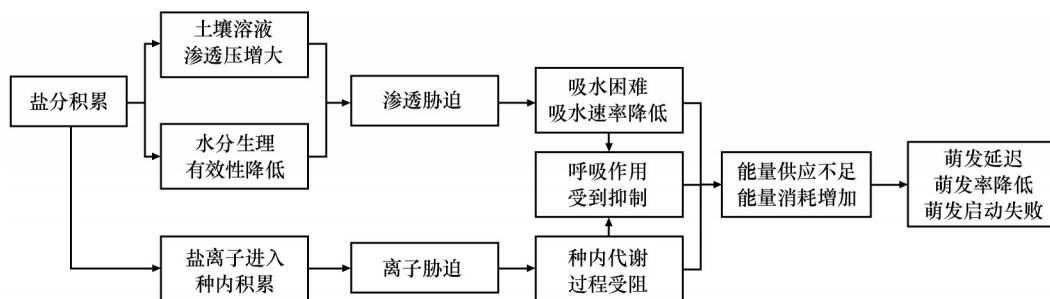 盐分积累
土壤溶液
渗透压增大
水分生理
有效性降低
渗透胁迫
吸水困难
吸水速率降低
呼吸作用
受到抑制
盐离子进入
种内积累
离子胁迫
种内代谢
过程受阻
能量供应不足
能量消耗增加
萌发延迟
萌发率降低
萌发启动失败